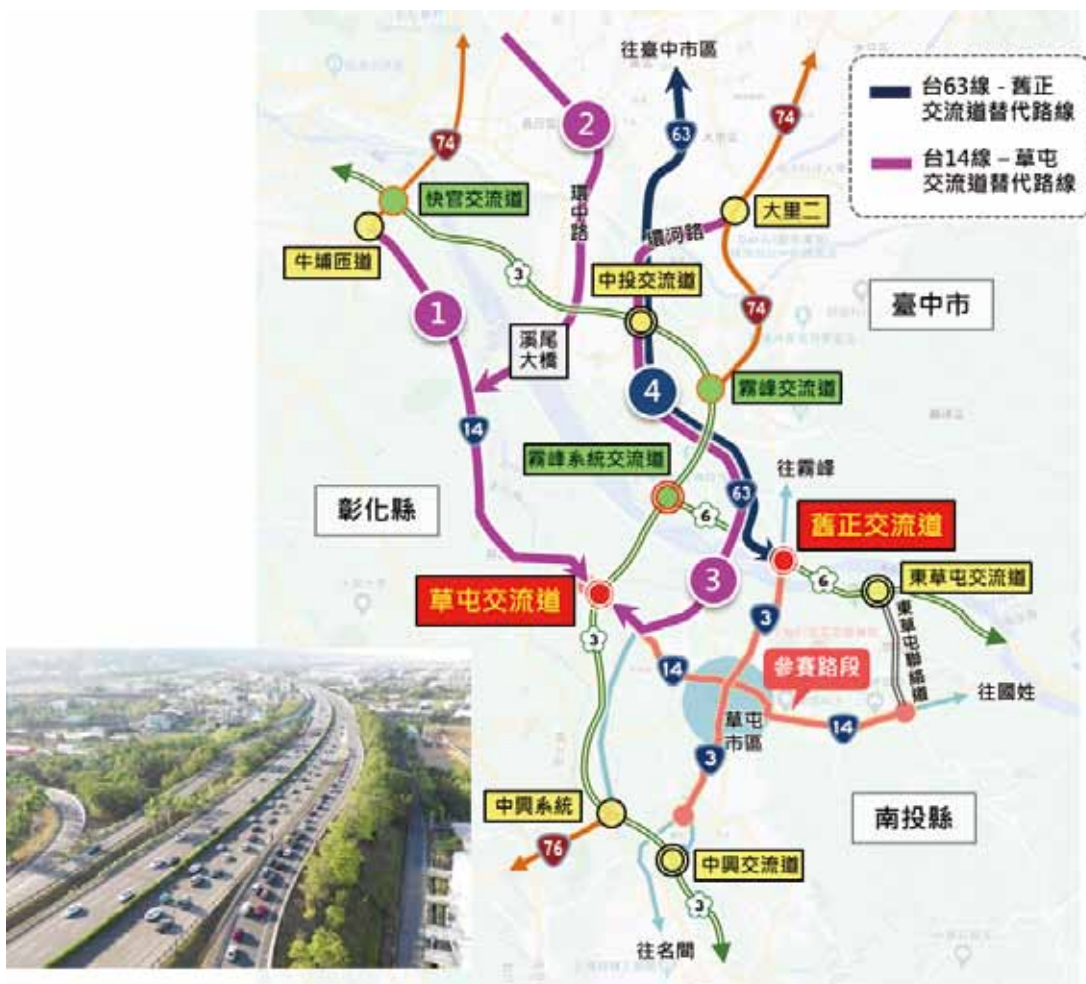 往臺中市區
台63線－舊正
交流道替代路線
台14線－草屯
交流道替代路線
2
74
63
74
快官交流道
環中路
大里二
環河路
牛埔匝道
3
中投交流道
74
臺中市
1
溪尾
大橋
4
霧峰交流道
14
霧峰系統交流道
往霧峰
63
6
彰化縣
舊正交流道
3
6
東草屯交流道
草屯交流道
3
3
東草屯聯絡道
14
參賽路段
往國姓
草屯
市區
14
3
中興系統
南投縣
76
中興交流道
3
往名間